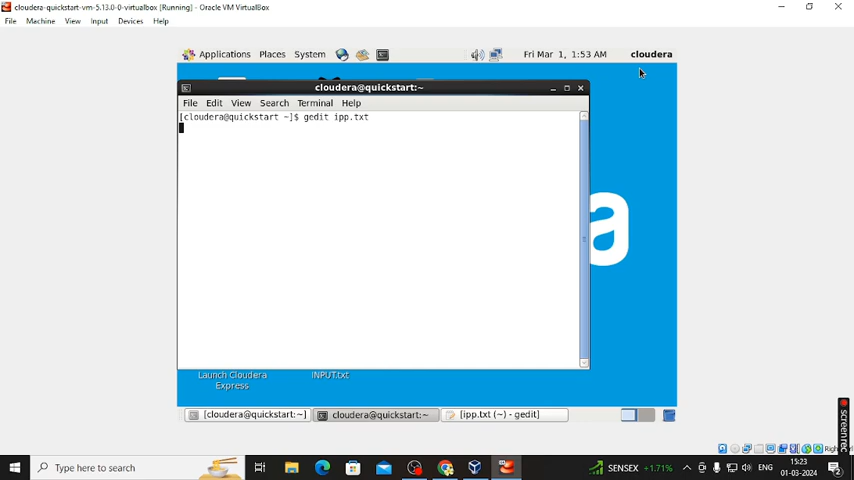 cloudera-quickstart-vm-5.13.0-0-virtualbox [Running] - Oracle VM VirtualBox
File Machine View Input Devices Help
Applications Places System Fri Mar 1, 1:53 AM cloudera
cloudera@quickstart:~
File Edit View Search Terminal Help
[cloudera@quickstart ~]$ gedit ipp.txt
a
Launch Cloudera Express INPUT.txt
[cloudera@quickstart:~] cloudera@quickstart:~ [ipp.txt (~) - gedit]
Type here to search SENSEX +1.71% ENG 15:23 01-03-2024 2